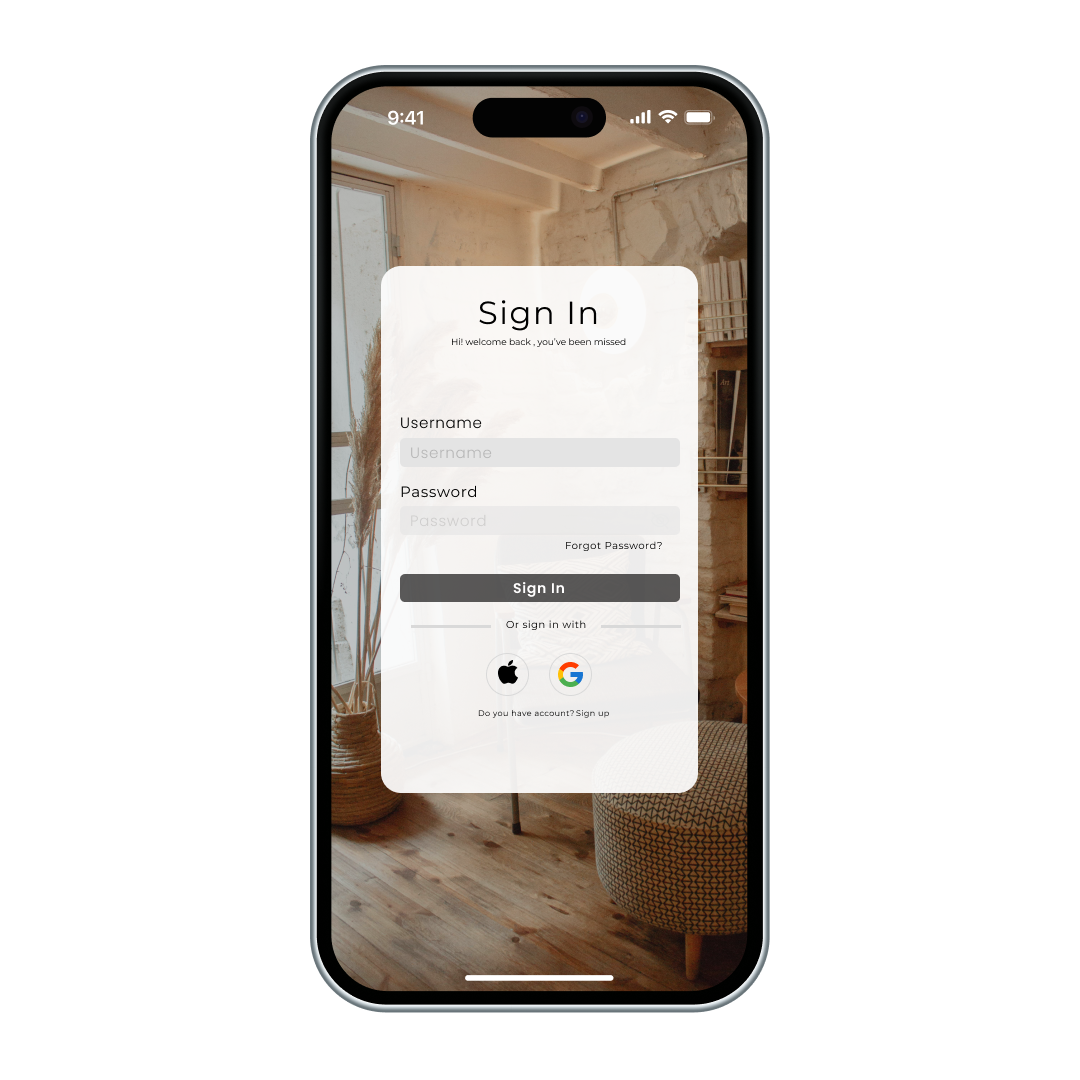 9:41
Sign In
Hi! welcome back , you've been missed
Username
Username
Password
Password
Forgot Password?
Sign In
Or sign in with
Do you have account? Sign up